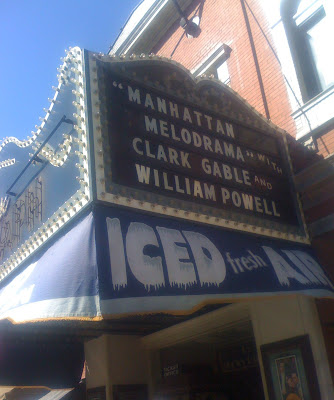 "MANHATTAN
MELODRAMA" WITH
CLARK GABLE AND
WILLIAM POWELL
ICED fresh AIR